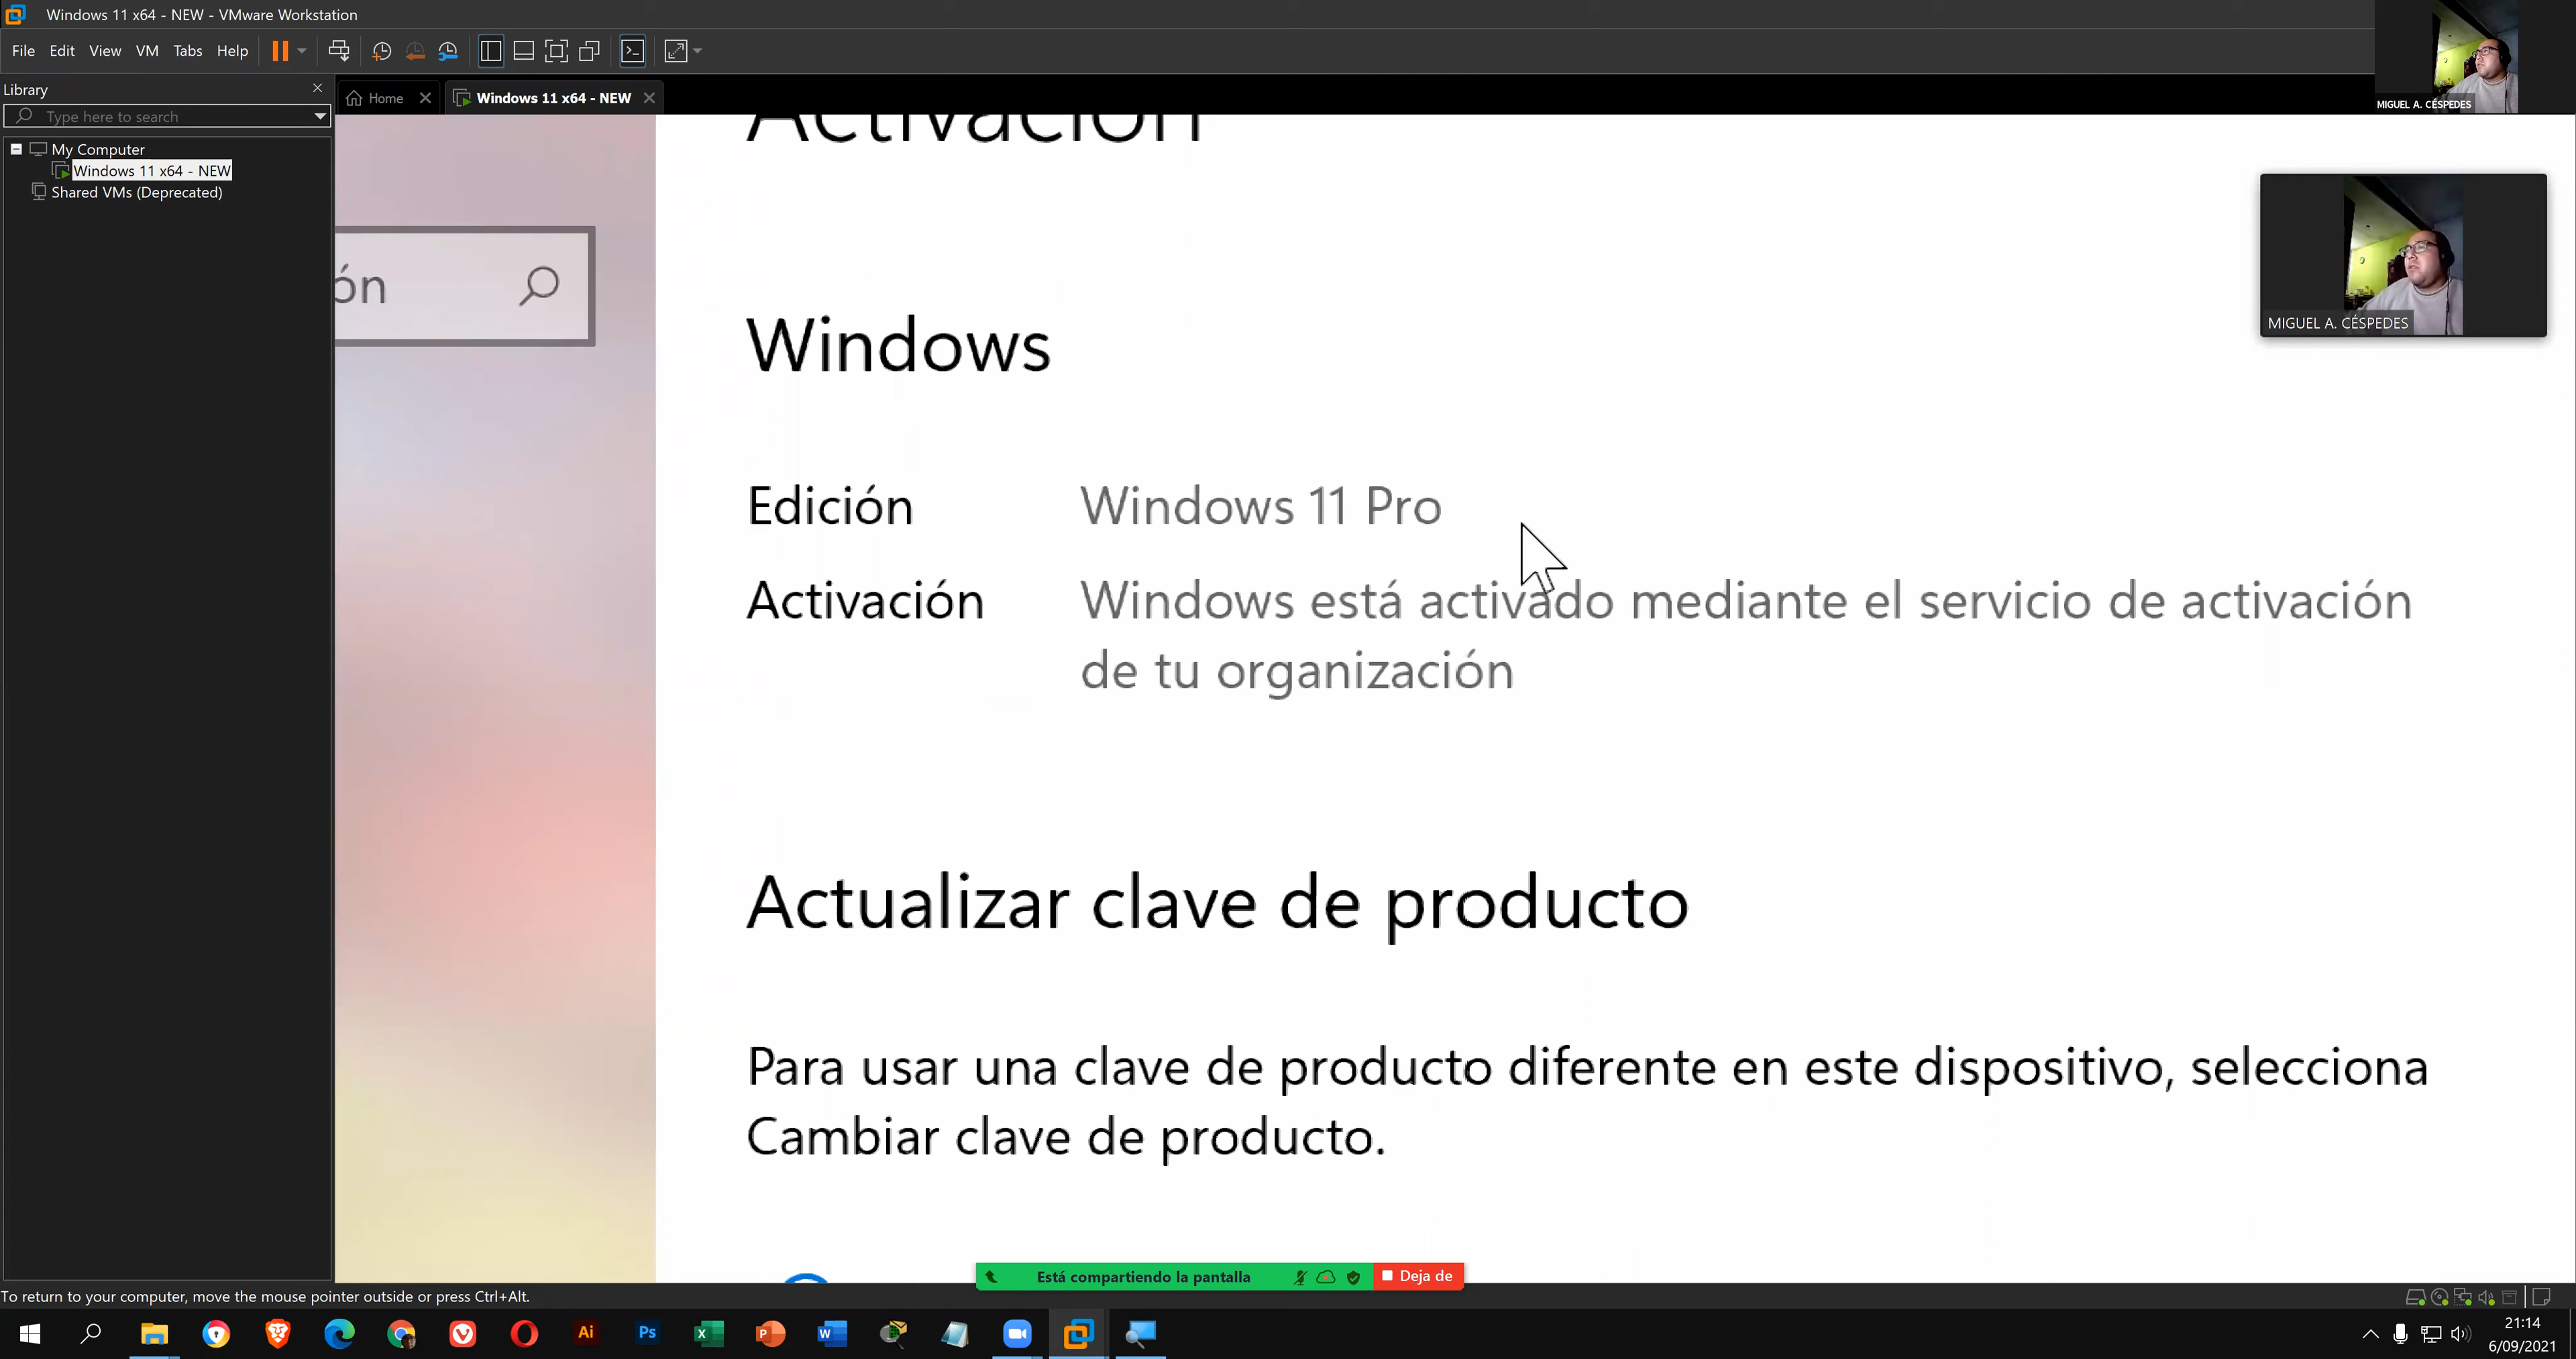 Windows 11 x64 - NEW - VMware Workstation
File Edit View VM Tabs Help
MIGUEL A. CÉSPEDES
Library
Home
Windows 11 x64 - NEW
Type here to search
My Computer
Windows 11 x64 - NEW
Shared VMs (Deprecated)
Activación
ón
MIGUEL A. CÉSPEDES
Windows
Edición Windows 11 Pro
Activación Windows está activado mediante el servicio de activación
de tu organización
Actualizar clave de producto
Para usar una clave de producto diferente en este dispositivo, selecciona
Cambiar clave de producto.
Está compartiendo la pantalla
Deja de
To return to your computer, move the mouse pointer outside or press Ctrl+Alt.
Ai
Ps
X
P
W
21:14
6/09/2021